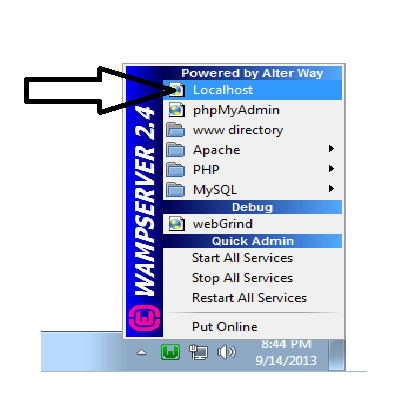 Powered by Alter Way
Localhost
phpMyAdmin
www directory
Apache
PHP
MySQL
Debug
webGrind
Quick Admin
Start All Services
Stop All Services
Restart All Services
Put Online
WAMPSERVER 2.4
8:44 PM
9/14/2013